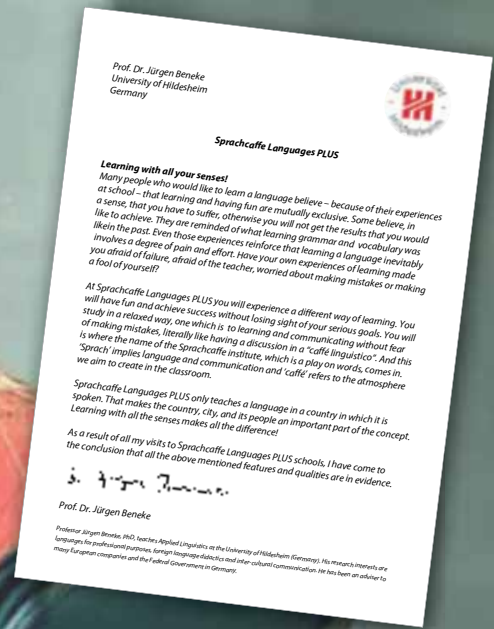 Prof. Dr. Jürgen Beneke
University of Hildesheim
Germany
Universität
Hildesheim
Sprachcaffe Languages PLUS
Learning with all your senses!
Many people who would like to learn a language believe – because of their experiences
at school – that learning and having fun are mutually exclusive. Some believe, in
a sense, that you have to suffer, otherwise you will not get the results that you would
like to achieve. They are reminded of what learning grammar and vocabulary was
likein the past. Even those experiences reinforce that learning a language inevitably
involves a degree of pain and effort. Have your own experiences of learning made
you afraid of failure, afraid of the teacher, worried about making mistakes or making
a fool of yourself?
At Sprachcaffe Languages PLUS you will experience a different way of learning. You
will have fun and achieve success without losing sight of your serious goals. You will
study in a relaxed way, one which is to learning and communicating without fear
of making mistakes, literally like having a discussion in a "caffé linguistico". And this
is where the name of the Sprachcaffe institute, which is a play on words, comes in.
'Sprach' implies language and communication and 'caffé' refers to the atmosphere
we aim to create in the classroom.
Sprachcaffe Languages PLUS only teaches a language in a country in which it is
spoken. That makes the country, city, and its people an important part of the concept.
Learning with all the senses makes all the difference!
As a result of all my visits to Sprachcaffe Languages PLUS schools, I have come to
the conclusion that all the above mentioned features and qualities are in evidence.
Prof. Dr. Jürgen Beneke
Professor Jürgen Beneke, PhD, teaches Applied Linguistics at the University of Hildesheim (Germany). His research interests are
languages for professional purposes, foreign language didactics and inter-cultural communication. He has been an adviser to
many European companies and the Federal Government in Germany.